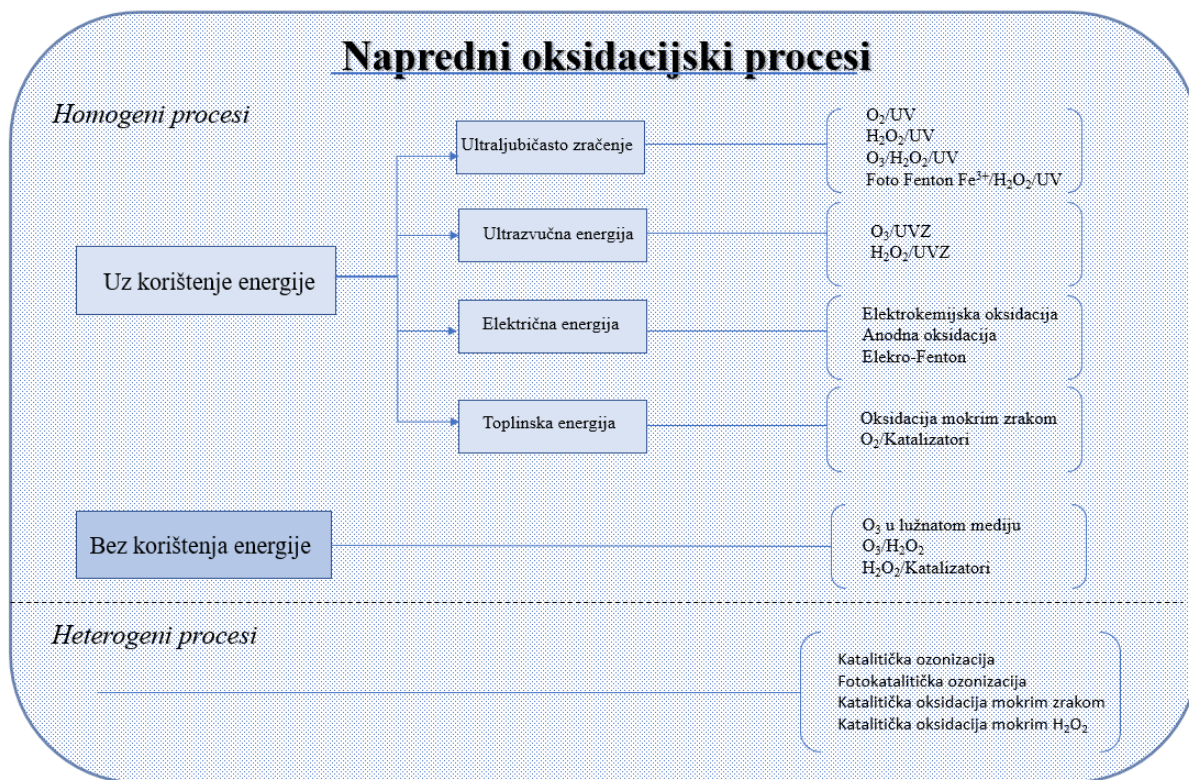 Napredni oksidacijski procesi
Homogeni procesi
Uz korištenje energije
Ultraljubičasto zračenje
O₂/UV
H₂O₂/UV
O₃/H₂O₂/UV
Foto Fenton Fe³⁺/H₂O₂/UV
Ultrazvučna energija
O₃/UVZ
H₂O₂/UVZ
Električna energija
Elektrokemijska oksidacija
Anodna oksidacija
Elekro-Fenton
Toplinska energija
Oksidacija mokrim zrakom
O₂/Katalizatori
Bez korištenja energije
O₃ u lužnatom mediju
O₃/H₂O₂
H₂O₂/Katalizatori
Heterogeni procesi
Katalitička ozonizacija
Fotokatalitička ozonizacija
Katalitička oksidacija mokrim zrakom
Katalitička oksidacija mokrim H₂O₂